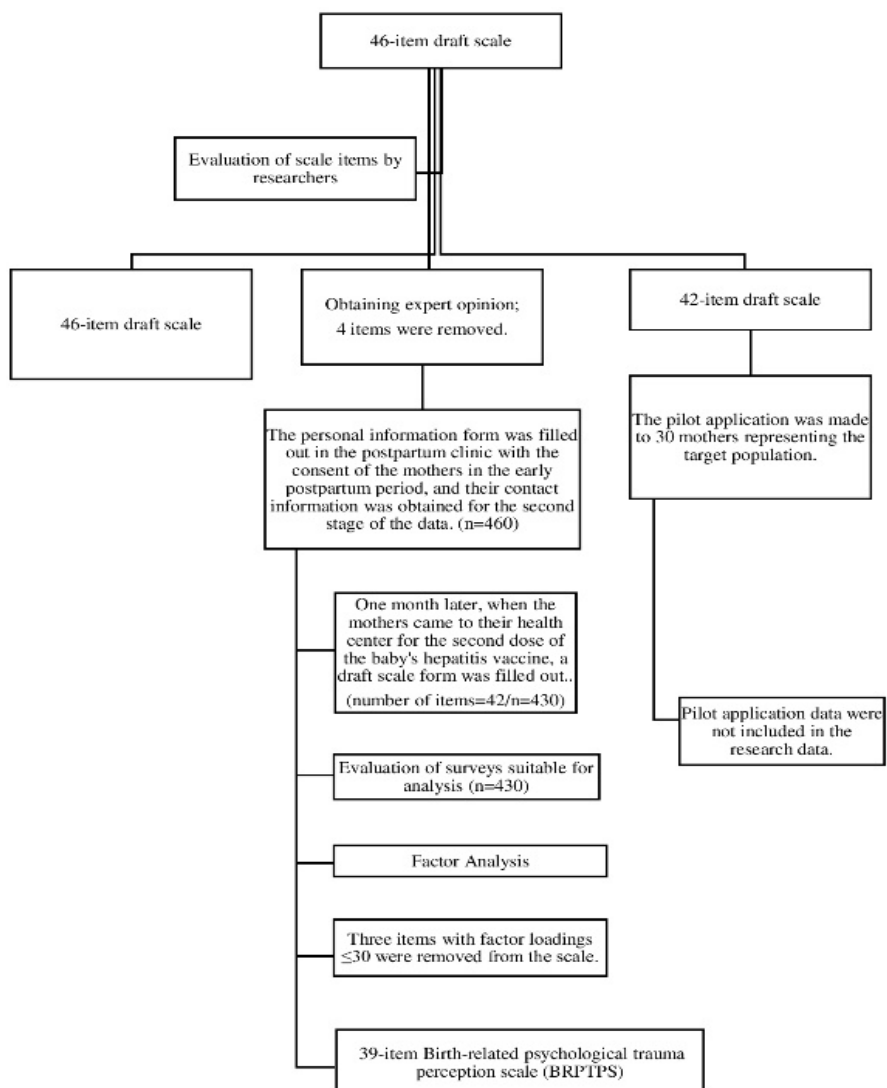 46-item draft scale
Evaluation of scale items by
researchers
46-item draft scale
Obtaining expert opinion;
4 items were removed.
42-item draft scale
The personal information form was filled
out in the postpartum clinic with the
consent of the mothers in the early
postpartum period, and their contact
information was obtained for the second
stage of the data. (n=460)
The pilot application was made
to 30 mothers representing the
target population.
One month later, when the
mothers came to their health
center for the second dose of
the baby's hepatitis vaccine, a
draft scale form was filled out..
(number of items=42/n=430)
Pilot application data were
not included in the
research data.
Evaluation of surveys suitable for
analysis (n=430)
Factor Analysis
Three items with factor loadings
≤30 were removed from the scale.
39-item Birth-related psychological trauma
perception scale (BRPTPS)